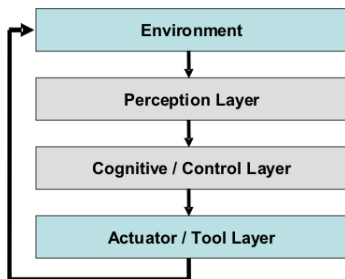 Environment
Perception Layer
Cognitive / Control Layer
Actuator / Tool Layer